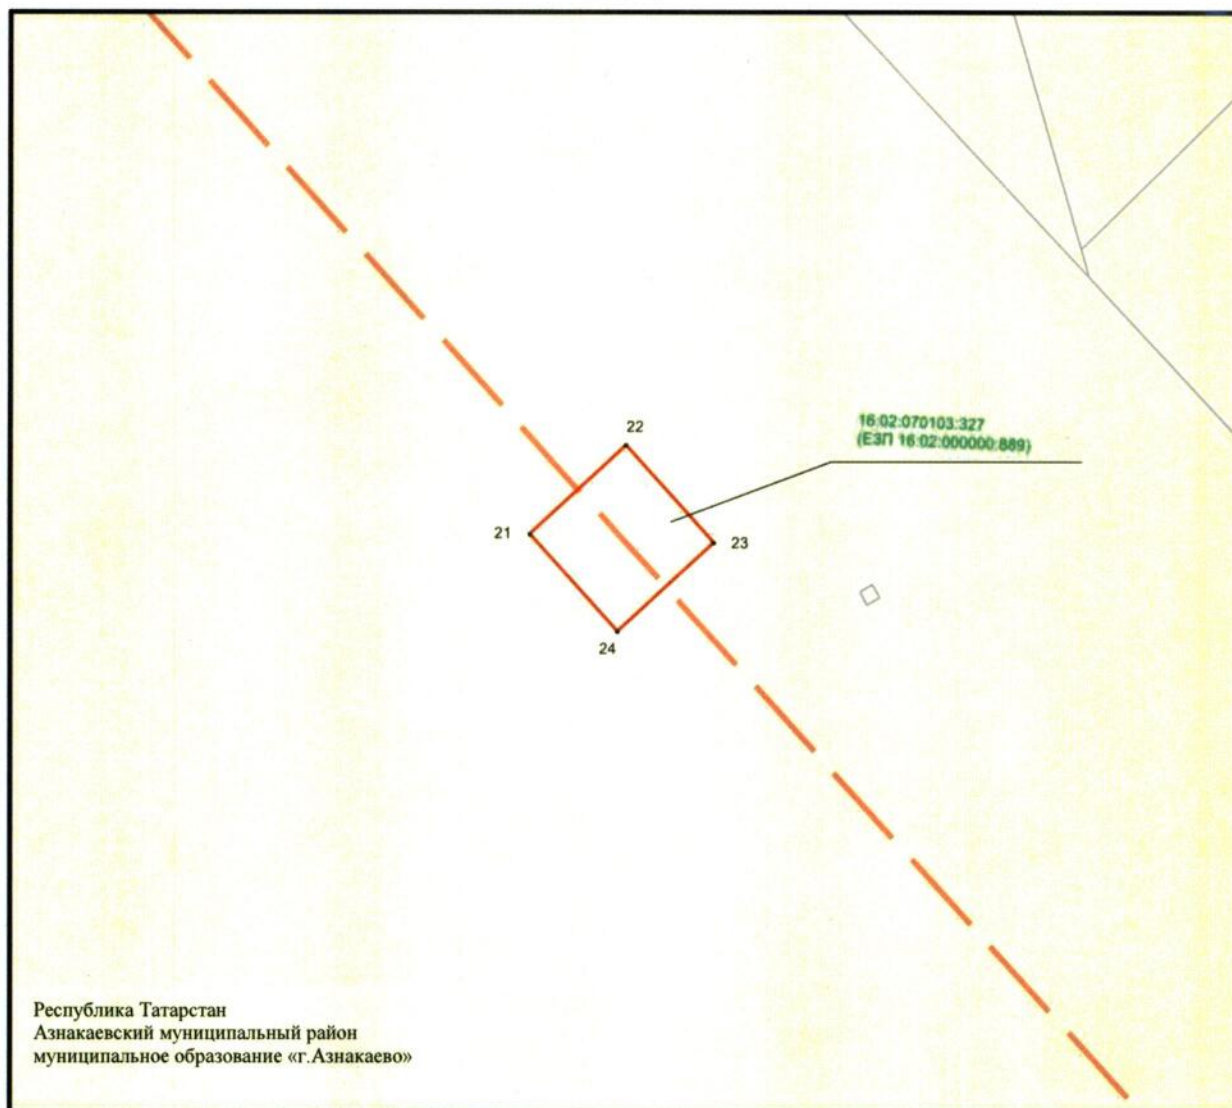 22
16:02:070103:327
(ЕЗП 16:02:000000:889)
21
23
24
Республика Татарстан
Азнакаевский муниципальный район
муниципальное образование «г.Азнакаево»